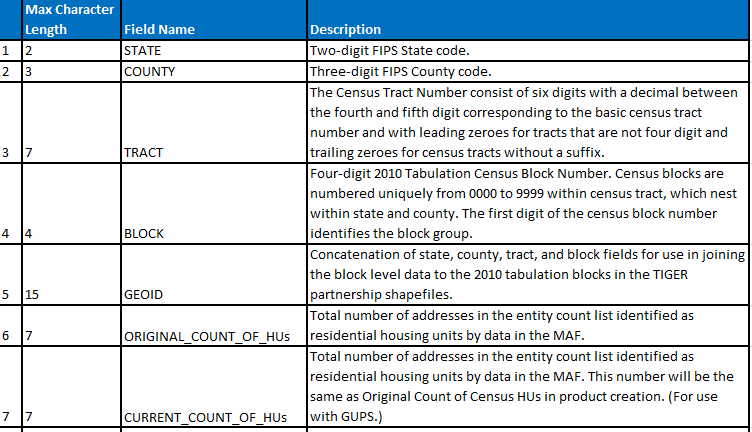 Max Character
Length Field Name Description
1 2 STATE Two-digit FIPS State code.
2 3 COUNTY Three-digit FIPS County code.
The Census Tract Number consist of six digits with a decimal between
the fourth and fifth digit corresponding to the basic census tract
number and with leading zeroes for tracts that are not four digit and
3 7 TRACT trailing zeroes for census tracts without a suffix.
Four-digit 2010 Tabulation Census Block Number. Census blocks are
numbered uniquely from 0000 to 9999 within census tract, which nest
within state and county. The first digit of the census block number
4 4 BLOCK identifies the block group.
Concatenation of state, county, tract, and block fields for use in joining
the block level data to the 2010 tabulation blocks in the TIGER
5 15 GEOID partnership shapefiles.
Total number of addresses in the entity count list identified as
6 7 ORIGINAL_COUNT_OF_HUs residential housing units by data in the MAF.
Total number of addresses in the entity count list identified as
residential housing units by data in the MAF. This number will be the
same as Original Count of Census HUs in product creation. (For use
7 7 CURRENT_COUNT_OF_HUs with GUPS.)